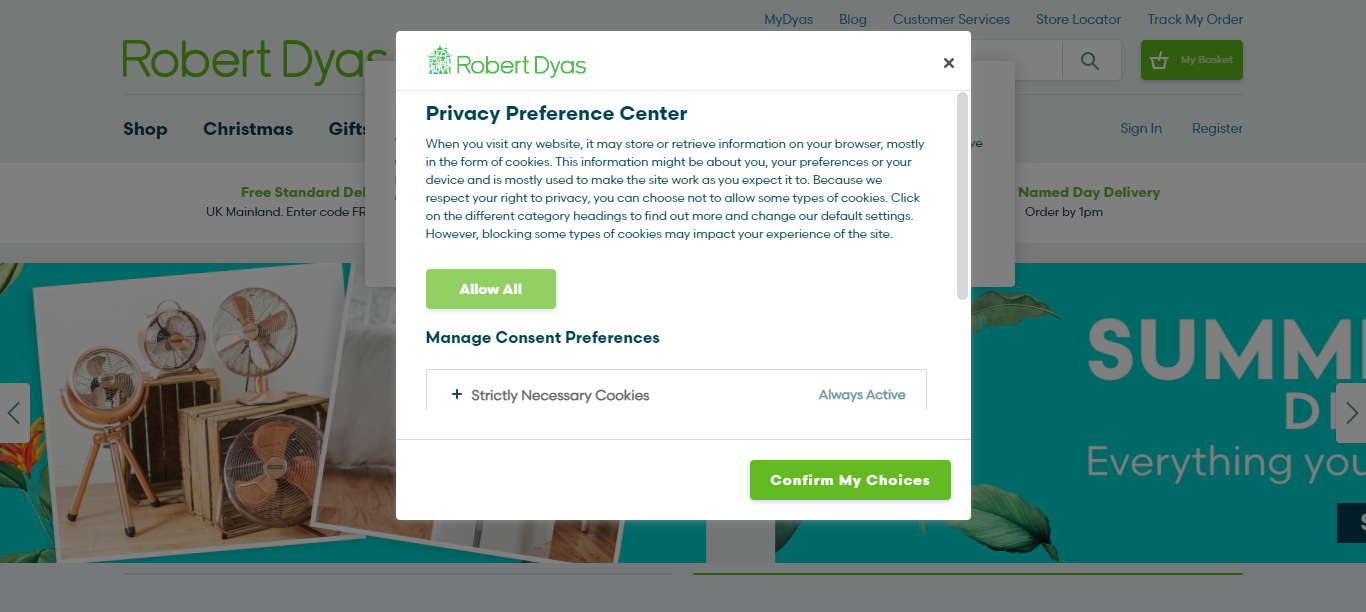 MyDyas Blog Customer Services Store Locator Track My Order
Robert Dyas
My Basket
Shop Christmas Gifts
Sign In Register
Free Standard Del
UK Mainland. Enter code FR
Named Day Delivery
Order by 1pm
Robert Dyas
Privacy Preference Center
When you visit any website, it may store or retrieve information on your browser, mostly
in the form of cookies. This information might be about you, your preferences or your
device and is mostly used to make the site work as you expect it to. Because we
respect your right to privacy, you can choose not to allow some types of cookies. Click
on the different category headings to find out more and change our default settings.
However, blocking some types of cookies may impact your experience of the site.
Allow All
Manage Consent Preferences
Strictly Necessary Cookies Always Active
Confirm My Choices
SUMM
Everything you